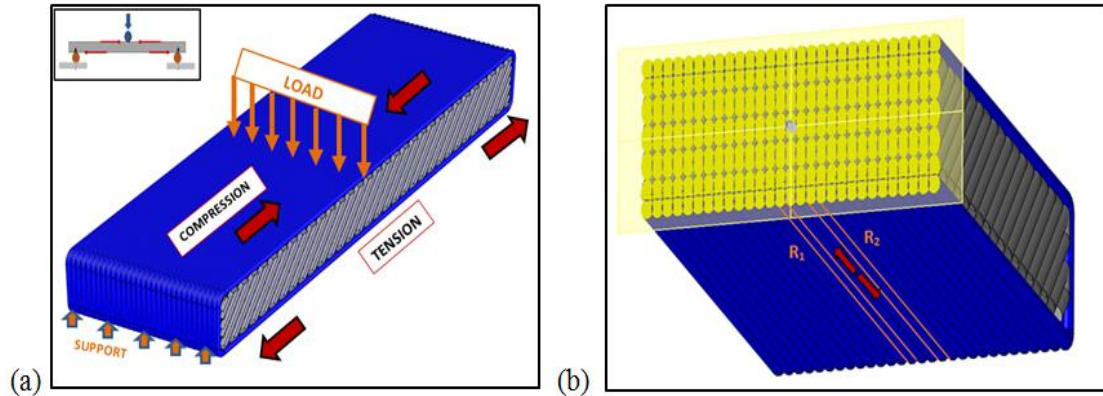 LOAD
COMPRESSION
TENSION
SUPPORT
(a)
R1
R2
(b)